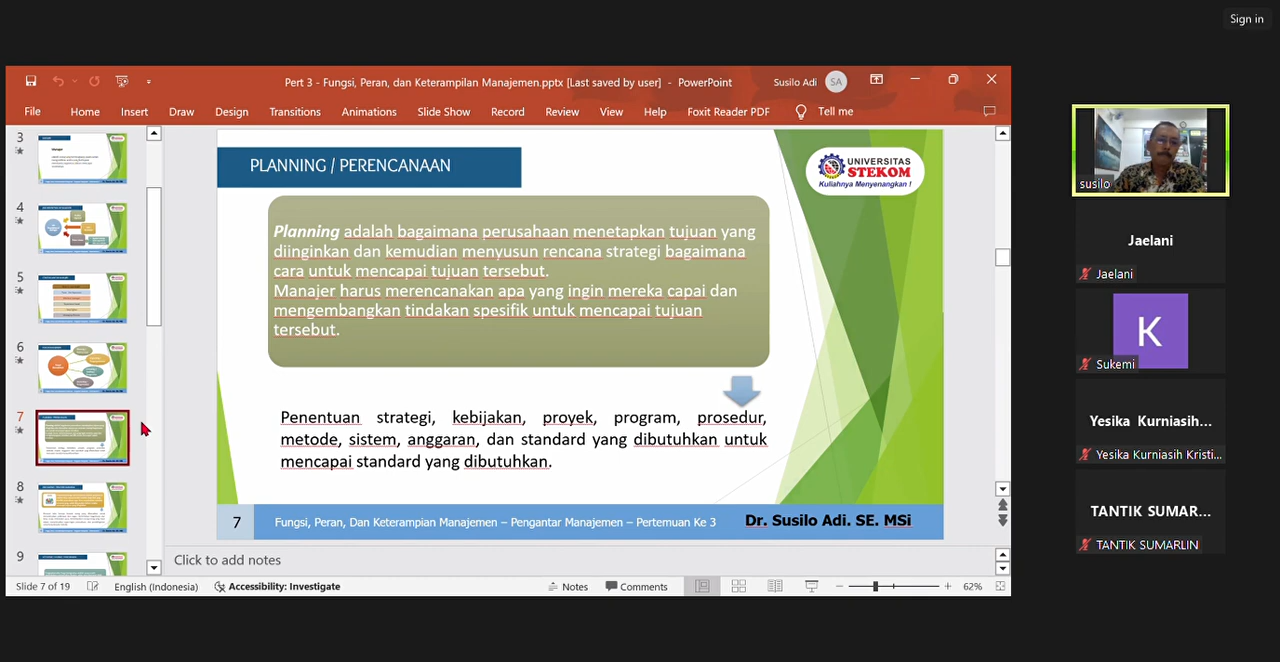 Sign in
Pert 3 - Fungsi, Peran, dan Keterampilan Manajemen.pptx [Last saved by user] - PowerPoint
Susilo Adi
SA
File Home Insert Draw Design Transitions Animations Slide Show Record Review View Help Foxit Reader PDF Tell me
3
4
5
6
7
8
9
PLANNING / PERENCANAAN
UNIVERSITAS
STEKOM
Kuliahnya Menyenangkan !
Planning adalah bagaimana perusahaan menetapkan tujuan yang
diinginkan dan kemudian menyusun rencana strategi bagaimana
cara untuk mencapai tujuan tersebut.
Manajer harus merencanakan apa yang ingin mereka capai dan
mengembangkan tindakan spesifik untuk mencapai tujuan
tersebut.
Penentuan strategi, kebijakan, proyek, program, prosedur,
metode, sistem, anggaran, dan standard yang dibutuhkan untuk
mencapai standard yang dibutuhkan.
7
Fungsi, Peran, Dan Keterampian Manajemen – Pengantar Manajemen – Pertemuan Ke 3
Dr. Susilo Adi. SE. MSi
Click to add notes
Slide 7 of 19 English (Indonesia) Accessibility: Investigate Notes Comments 62%
susilo
Jaelani
Jaelani
K
Sukemi
Yesika Kurniasih...
Yesika Kurniasih Kristi...
TANTIK SUMAR...
TANTIK SUMARLIN